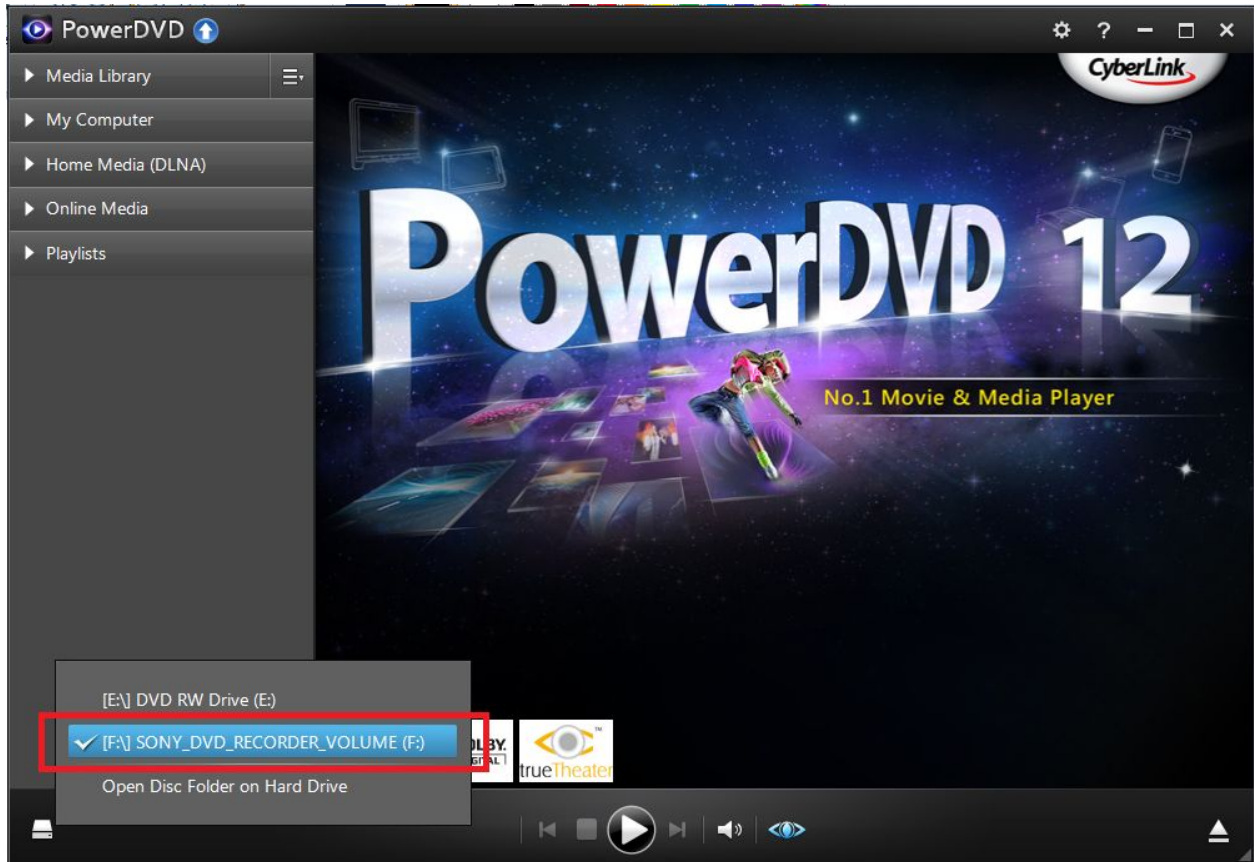 PowerDVD
CyberLink
Media Library
My Computer
Home Media (DLNA)
Online Media
Playlists
PowerDVD 12
No.1 Movie & Media Player
[E:\] DVD RW Drive (E:)
[F:\] SONY_DVD_RECORDER_VOLUME (F:)
Open Disc Folder on Hard Drive
trueTheater™